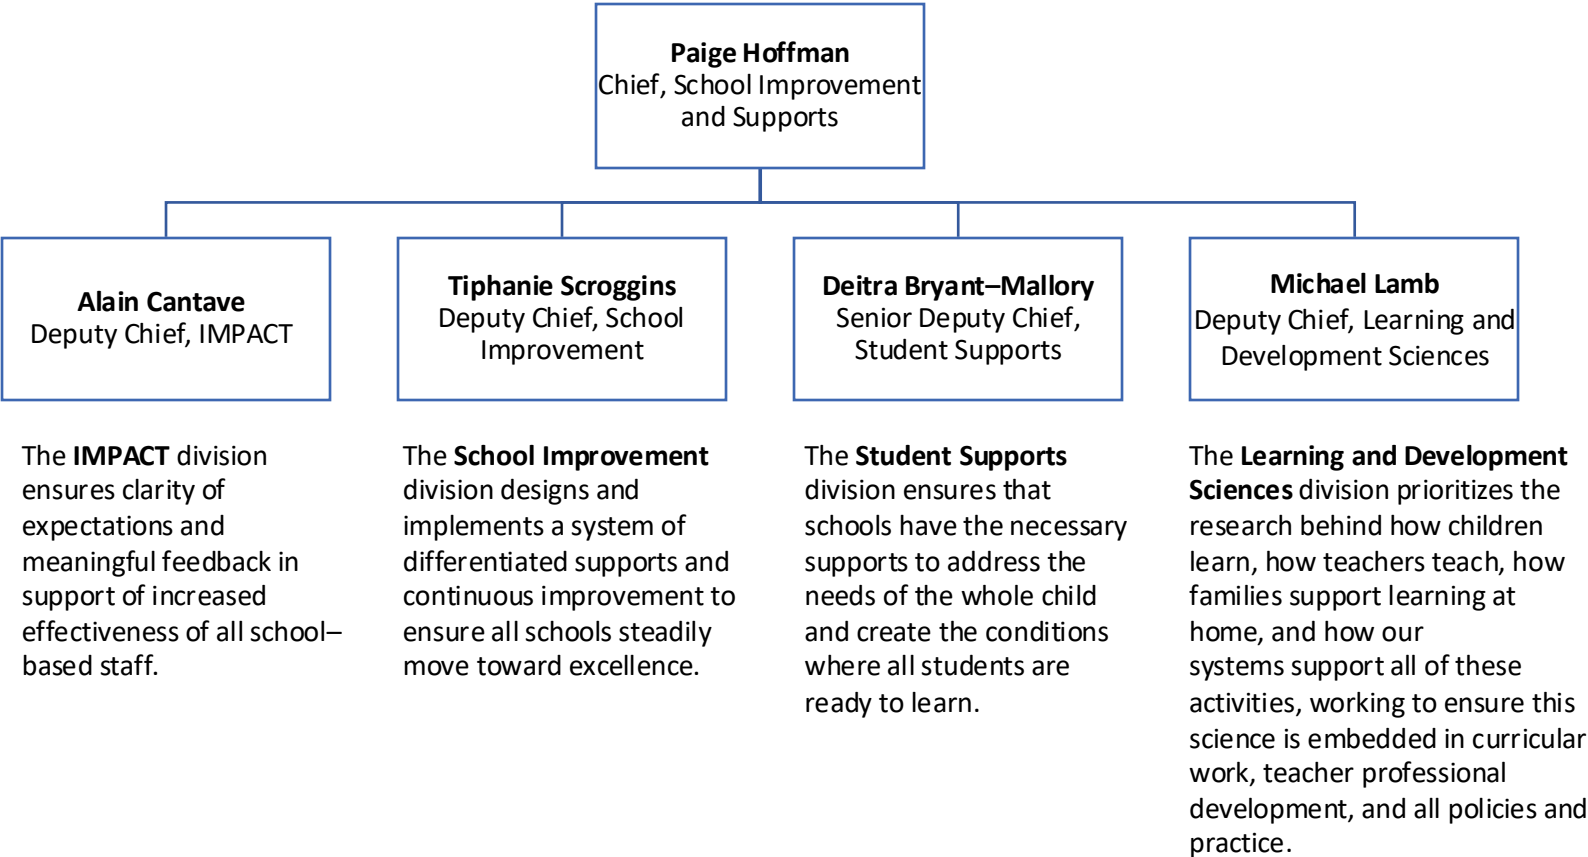 Paige Hoffman
Chief, School Improvement
and Supports
Alain Cantave
Deputy Chief, IMPACT
Tiphanie Scroggins
Deputy Chief, School
Improvement
Deitra Bryant–Mallory
Senior Deputy Chief,
Student Supports
Michael Lamb
Deputy Chief, Learning and
Development Sciences
The IMPACT division
ensures clarity of
expectations and
meaningful feedback in
support of increased
effectiveness of all school–
based staff.
The School Improvement
division designs and
implements a system of
differentiated supports and
continuous improvement to
ensure all schools steadily
move toward excellence.
The Student Supports
division ensures that
schools have the necessary
supports to address the
needs of the whole child
and create the conditions
where all students are
ready to learn.
The Learning and Development
Sciences division prioritizes the
research behind how children
learn, how teachers teach, how
families support learning at
home, and how our
systems support all of these
activities, working to ensure this
science is embedded in curricular
work, teacher professional
development, and all policies and
practice.